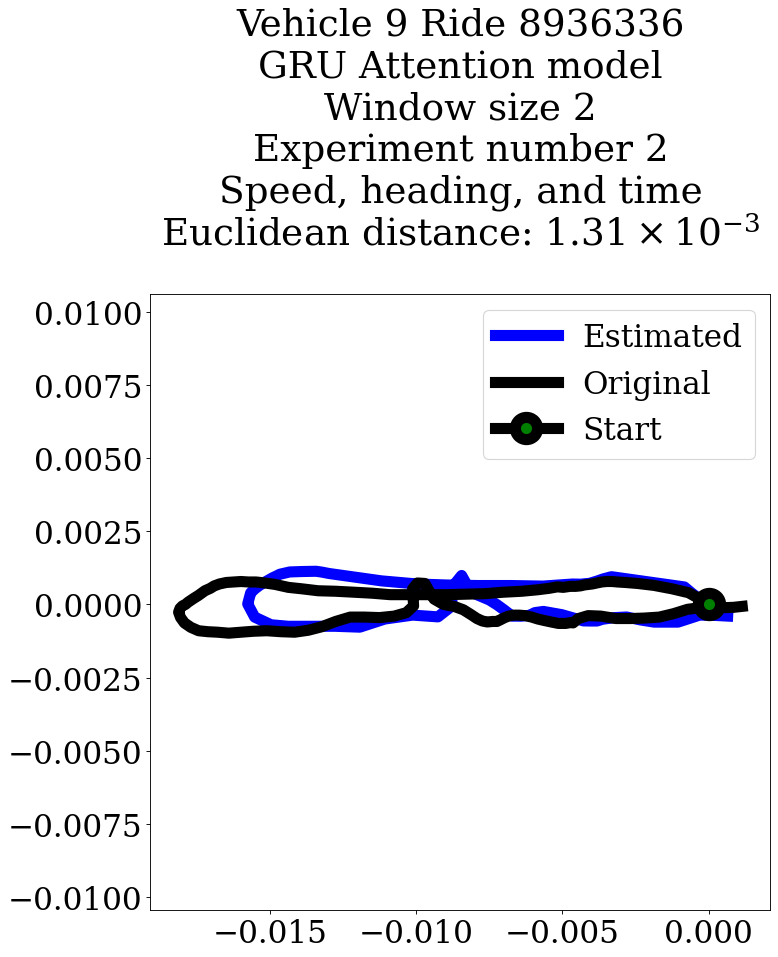 Vehicle 9 Ride 8936336
GRU Attention model
Window size 2
Experiment number 2
Speed, heading, and time
Euclidean distance: 1.31 × 10⁻³
Estimated
Original
Start
0.0100
0.0075
0.0050
0.0025
0.0000
−0.0025
−0.0050
−0.0075
−0.0100
−0.015 −0.010 −0.005 0.000